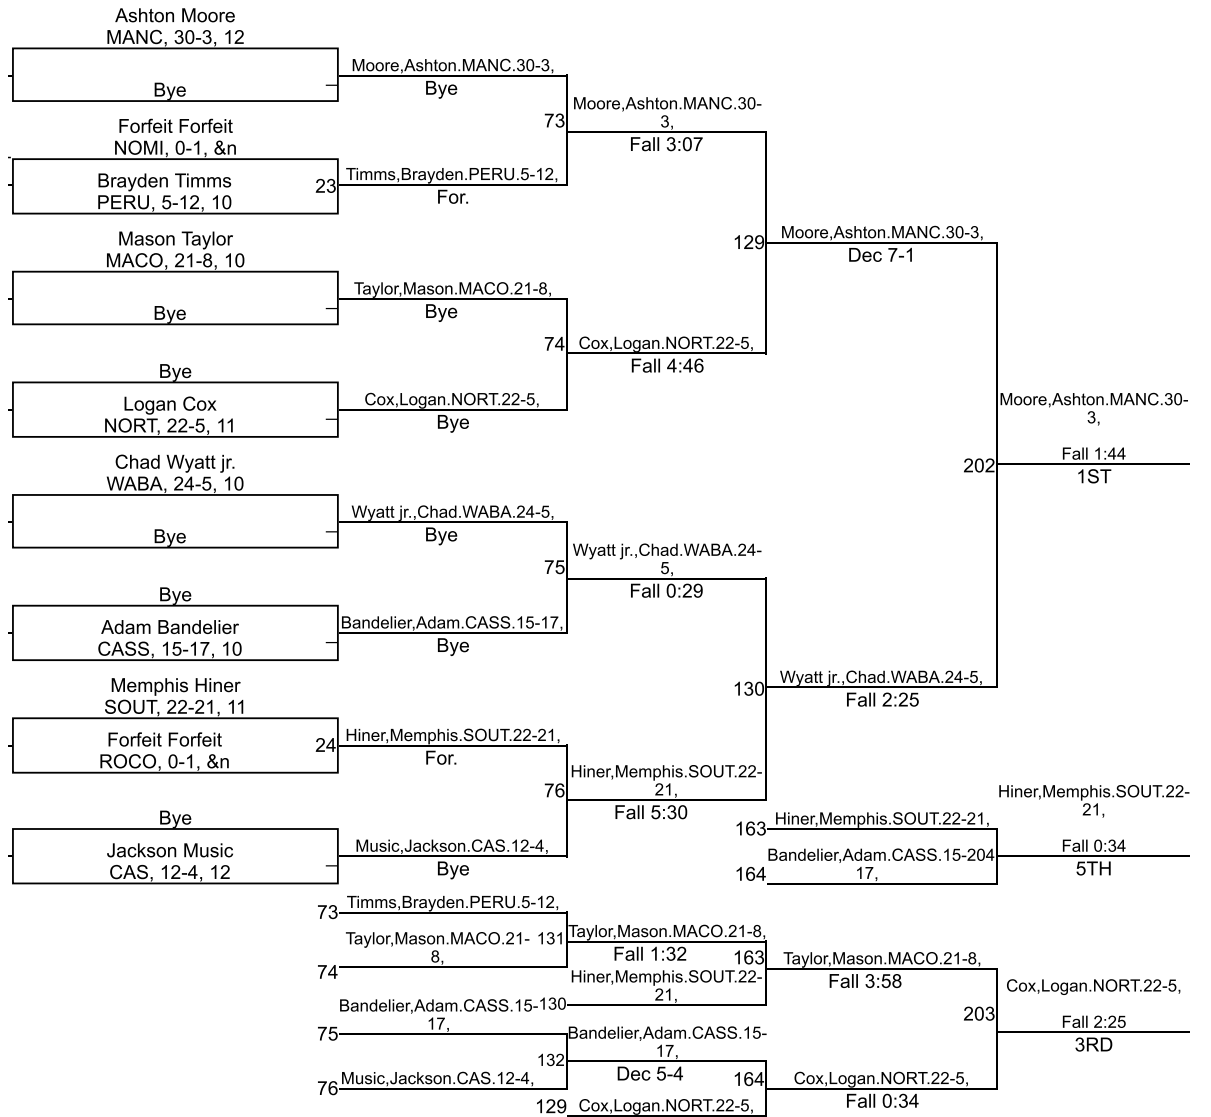 Ashton Moore
MANC, 30-3, 12
Bye
Moore,Ashton.MANC.30-3,
Bye
Forfeit Forfeit
NOMI, 0-1, &n
Brayden Timms
PERU, 5-12, 10
23
Timms,Brayden.PERU.5-12,
For.
73
Moore,Ashton.MANC.30-
3,
Fall 3:07
Mason Taylor
MACO, 21-8, 10
Bye
Taylor,Mason.MACO.21-8,
Bye
Bye
Logan Cox
NORT, 22-5, 11
Cox,Logan.NORT.22-5,
Bye
74
Cox,Logan.NORT.22-5,
Fall 4:46
129
Moore,Ashton.MANC.30-3,
Dec 7-1
Chad Wyatt jr.
WABA, 24-5, 10
Bye
Wyatt jr.,Chad.WABA.24-5,
Bye
Bye
Adam Bandelier
CASS, 15-17, 10
Bandelier,Adam.CASS.15-17,
Bye
75
Wyatt jr.,Chad.WABA.24-
5,
Fall 0:29
Memphis Hiner
SOUT, 22-21, 11
Forfeit Forfeit
ROCO, 0-1, &n
24
Hiner,Memphis.SOUT.22-21,
For.
Bye
Jackson Music
CAS, 12-4, 12
Music,Jackson.CAS.12-4,
Bye
76
Hiner,Memphis.SOUT.22-
21,
Fall 5:30
130
Wyatt jr.,Chad.WABA.24-5,
Fall 2:25
202
Moore,Ashton.MANC.30-
3,
Fall 1:44
1ST
163
Hiner,Memphis.SOUT.22-21,
164
Bandelier,Adam.CASS.15-204
17,
Hiner,Memphis.SOUT.22-
21,
Fall 0:34
5TH
73
Timms,Brayden.PERU.5-12,
74
Taylor,Mason.MACO.21-
8,
131
Taylor,Mason.MACO.21-8,
Fall 1:32
130
Hiner,Memphis.SOUT.22-
21,
163
Taylor,Mason.MACO.21-8,
Fall 3:58
75
Bandelier,Adam.CASS.15-
17,
76
Music,Jackson.CAS.12-4,
132
Bandelier,Adam.CASS.15-
17,
Dec 5-4
129
Cox,Logan.NORT.22-5,
164
Cox,Logan.NORT.22-5,
Fall 0:34
203
Cox,Logan.NORT.22-5,
Fall 2:25
3RD